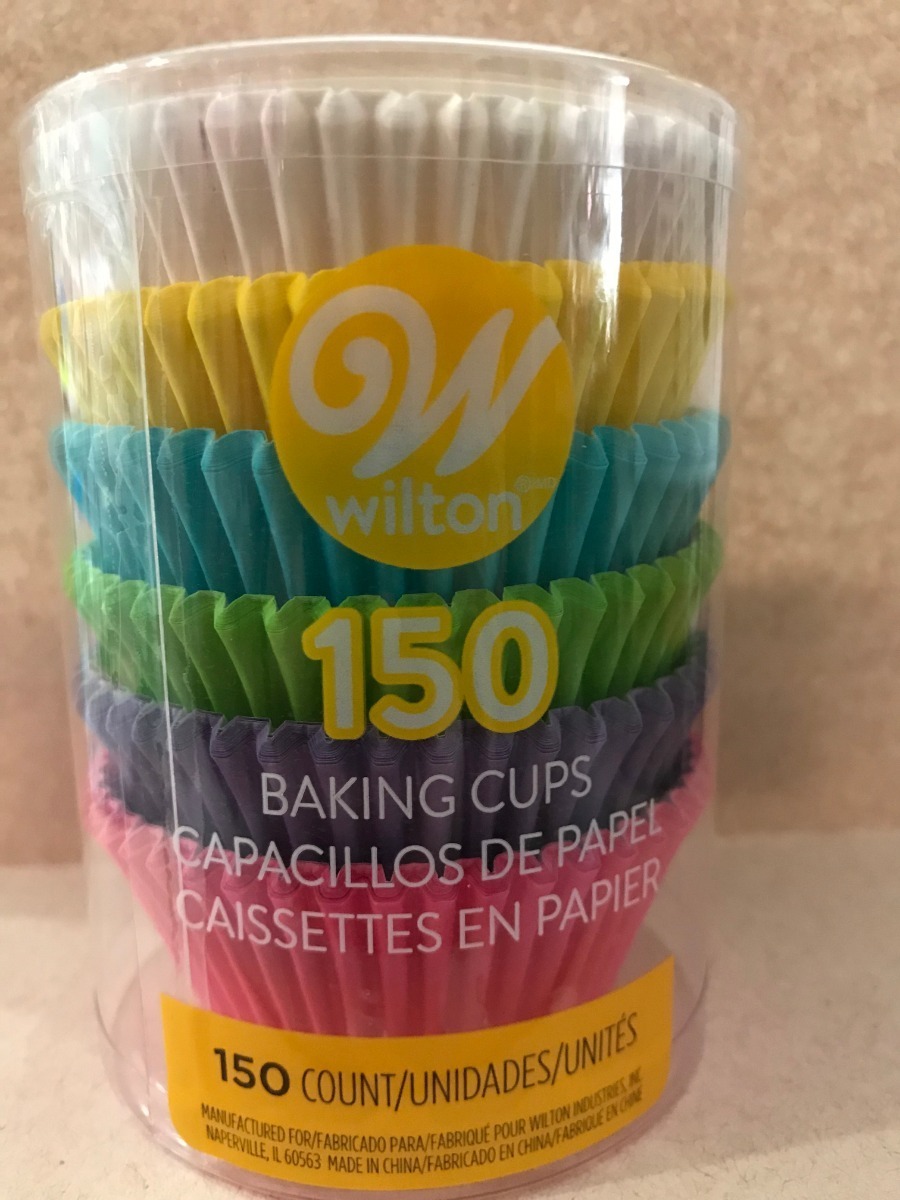 W
wilton
®/MD
150
BAKING CUPS
CAPACILLOS DE PAPEL
CAISSETTES EN PAPIER
150 COUNT/UNIDADES/UNITÉS
MANUFACTURED FOR/FABRICADO PARA/FABRIQUÉ POUR WILTON INDUSTRIES, INC.
NAPERVILLE, IL 60563 MADE IN CHINA/FABRICADO EN CHINA/FABRIQUÉ EN CHINE